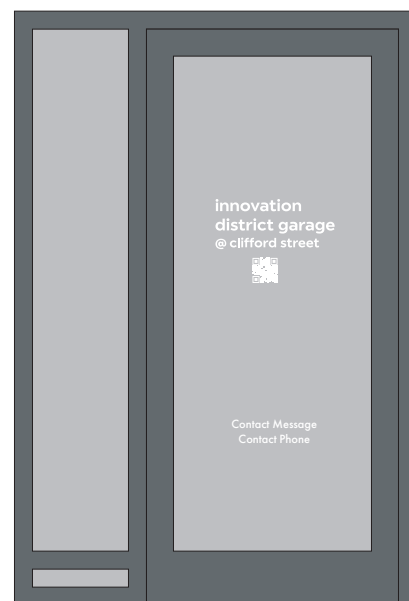 innovation
district garage
@ clifford street
Contact Message
Contact Phone